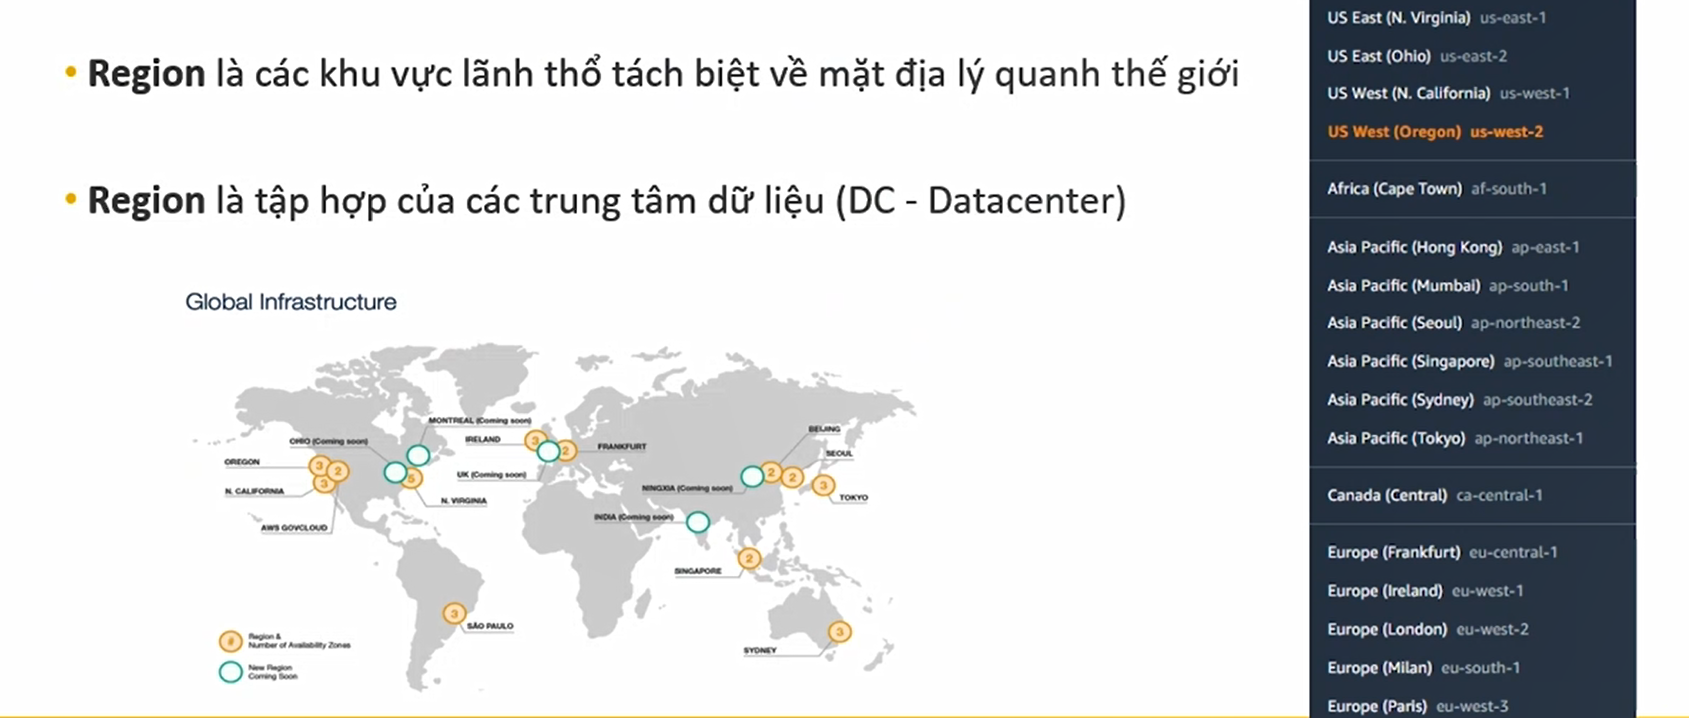 Region là các khu vực lãnh thổ tách biệt về mặt địa lý quanh thế giới
Region là tập hợp của các trung tâm dữ liệu (DC - Datacenter)
Global Infrastructure
MONTREAL (Coming soon)
OHIO (Coming soon)
IRELAND
3
2
FRANKFURT
BEIJING
SEOUL
OREGON
3
2
3
5
UK (Coming soon)
2
2
3
N. CALIFORNIA
N. VIRGINIA
NINGXIA (Coming soon)
TOKYO
AWS GOVCLOUD
INDIA (Coming soon)
2
SINGAPORE
3
SÃO PAULO
3
SYDNEY
#
Region &
Number of Availability Zones
New Region
Coming Soon
US East (N. Virginia) us-east-1
US East (Ohio) us-east-2
US West (N. California) us-west-1
US West (Oregon) us-west-2
Africa (Cape Town) af-south-1
Asia Pacific (Hong Kong) ap-east-1
Asia Pacific (Mumbai) ap-south-1
Asia Pacific (Seoul) ap-northeast-2
Asia Pacific (Singapore) ap-southeast-1
Asia Pacific (Sydney) ap-southeast-2
Asia Pacific (Tokyo) ap-northeast-1
Canada (Central) ca-central-1
Europe (Frankfurt) eu-central-1
Europe (Ireland) eu-west-1
Europe (London) eu-west-2
Europe (Milan) eu-south-1
Europe (Paris) eu-west-3